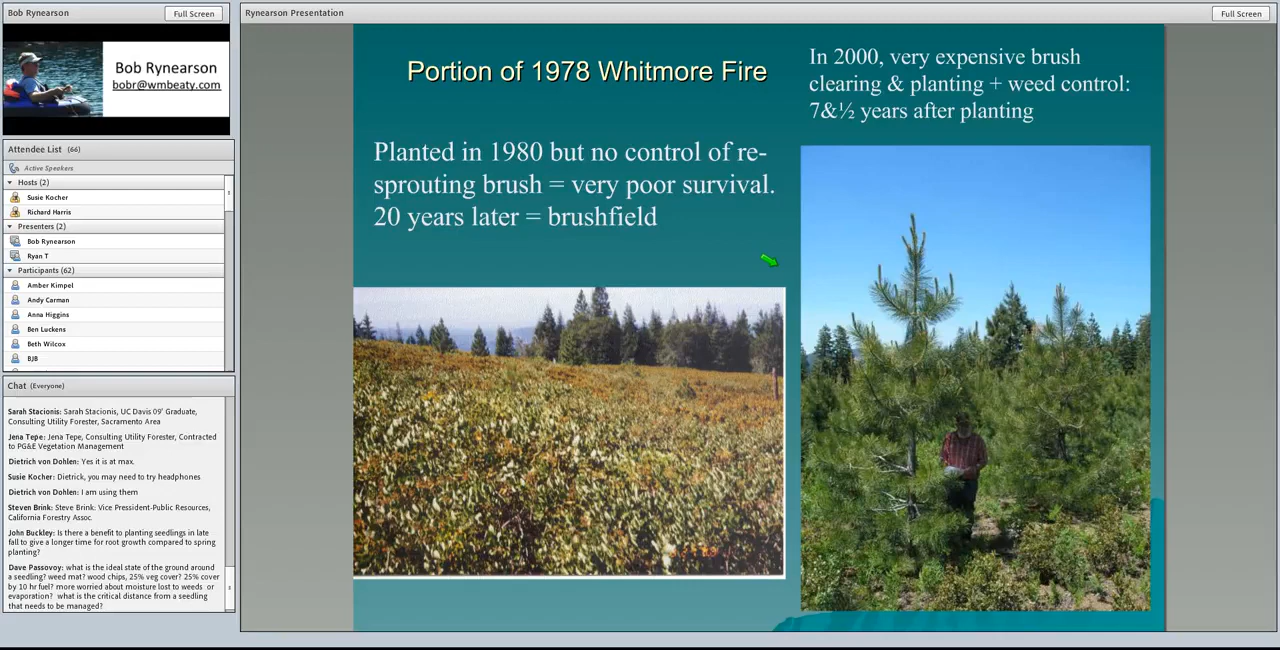 Bob Rynearson
Full Screen
Bob Rynearson
bobr@wmbeaty.com
Attendee List (66)
Active Speakers
Hosts (2)
Susie Kocher
Richard Harris
Presenters (2)
Bob Rynearson
Ryan T
Participants (62)
Amber Kimpel
Andy Carman
Anna Higgins
Ben Luckens
Beth Wilcox
BJB
Chat (Everyone)
Sarah Stacionis: Sarah Stacionis, UC Davis 09' Graduate,
Consulting Utility Forester, Sacramento Area
Jena Tepe: Jena Tepe, Consulting Utility Forester, Contracted
to PG&E Vegetation Management
Dietrich von Dohlen: Yes it is at max.
Susie Kocher: Dietrick, you may need to try headphones
Dietrich von Dohlen: I am using them
Steven Brink: Steve Brink: Vice President-Public Resources,
California Forestry Assoc.
John Buckley: Is there a benefit to planting seedlings in late
fall to give a longer time for root growth compared to spring
planting?
Dave Passovoy: what is the ideal state of the ground around
a seedling? weed mat? wood chips, 25% veg cover? 25% cover
by 10 hr fuel? more worried about moisture lost to weeds or
evaporation? what is the critical distance from a seedling
that needs to be managed?
Rynearson Presentation
Full Screen
Portion of 1978 Whitmore Fire
Planted in 1980 but no control of re-
sprouting brush = very poor survival.
20 years later = brushfield
In 2000, very expensive brush
clearing & planting + weed control:
7&½ years after planting